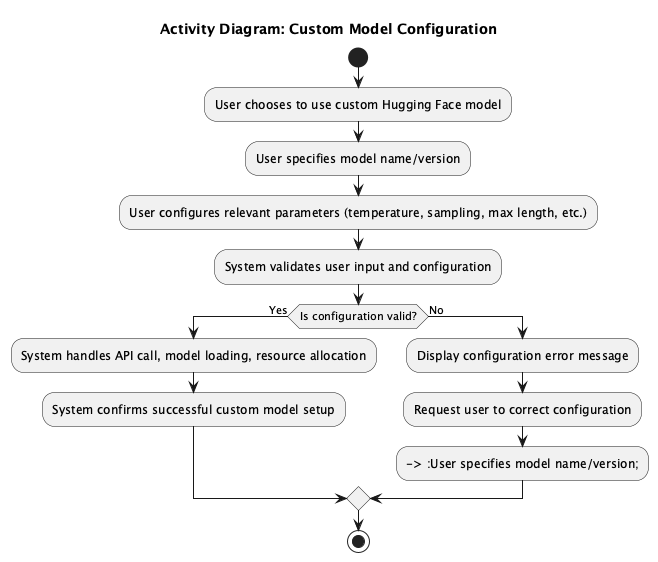 Activity Diagram: Custom Model Configuration
User chooses to use custom Hugging Face model
User specifies model name/version
User configures relevant parameters (temperature, sampling, max length, etc.)
System validates user input and configuration
Is configuration valid?
Yes
No
System handles API call, model loading, resource allocation
Display configuration error message
System confirms successful custom model setup
Request user to correct configuration
-> :User specifies model name/version;